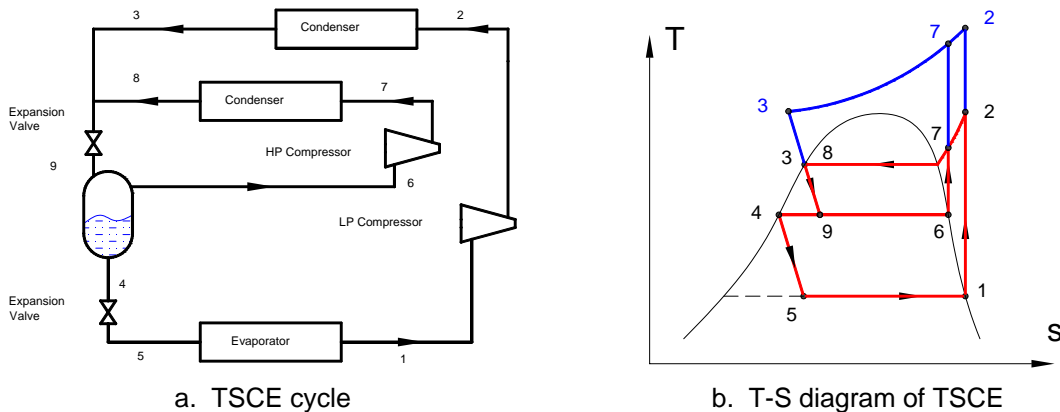 3
Condenser
2
8
Condenser
7
Expansion
Valve
HP Compressor
9
6
LP Compressor
4
Expansion
Valve
Evaporator
5
1
a. TSCE cycle
T
2
7
3
2
7
3
8
4
9
6
5
1
S
b. T-S diagram of TSCE